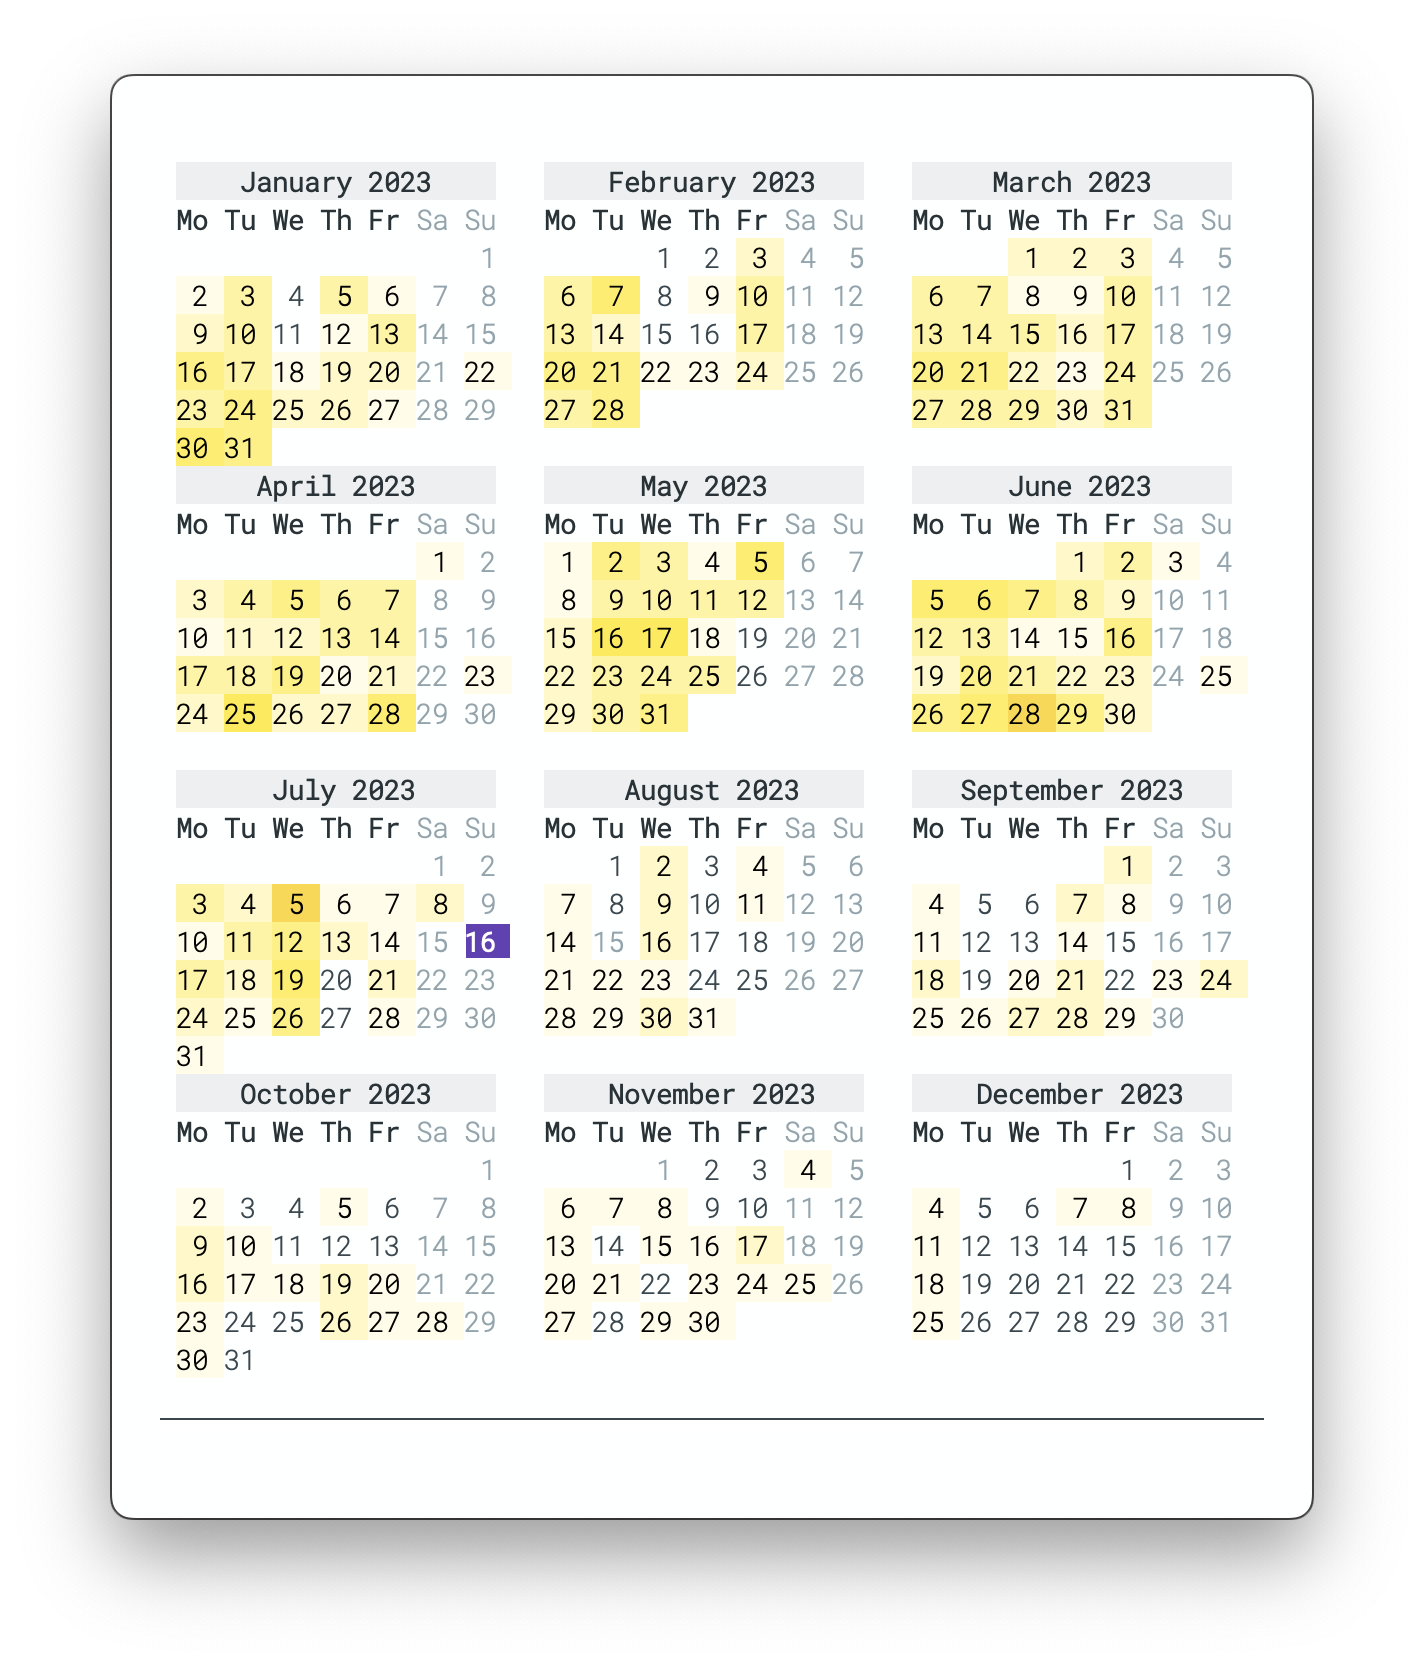 January 2023 February 2023 March 2023
Mo Tu We Th Fr Sa Su Mo Tu We Th Fr Sa Su Mo Tu We Th Fr Sa Su
1 1 2 3 4 5 1 2 3 4 5
2 3 4 5 6 7 8 6 7 8 9 10 11 12 6 7 8 9 10 11 12
9 10 11 12 13 14 15 13 14 15 16 17 18 19 13 14 15 16 17 18 19
16 17 18 19 20 21 22 20 21 22 23 24 25 26 20 21 22 23 24 25 26
23 24 25 26 27 28 29 27 28 27 28 29 30 31
30 31
April 2023 May 2023 June 2023
Mo Tu We Th Fr Sa Su Mo Tu We Th Fr Sa Su Mo Tu We Th Fr Sa Su
1 2 1 2 3 4 5 6 7 1 2 3 4
3 4 5 6 7 8 9 8 9 10 11 12 13 14 5 6 7 8 9 10 11
10 11 12 13 14 15 16 15 16 17 18 19 20 21 12 13 14 15 16 17 18
17 18 19 20 21 22 23 22 23 24 25 26 27 28 19 20 21 22 23 24 25
24 25 26 27 28 29 30 29 30 31 26 27 28 29 30
July 2023 August 2023 September 2023
Mo Tu We Th Fr Sa Su Mo Tu We Th Fr Sa Su Mo Tu We Th Fr Sa Su
1 2 1 2 3 4 5 6 1 2 3
3 4 5 6 7 8 9 7 8 9 10 11 12 13 4 5 6 7 8 9 10
10 11 12 13 14 15 16 14 15 16 17 18 19 20 11 12 13 14 15 16 17
17 18 19 20 21 22 23 21 22 23 24 25 26 27 18 19 20 21 22 23 24
24 25 26 27 28 29 30 28 29 30 31 25 26 27 28 29 30
31
October 2023 November 2023 December 2023
Mo Tu We Th Fr Sa Su Mo Tu We Th Fr Sa Su Mo Tu We Th Fr Sa Su
1 1 2 3 4 5 1 2 3
2 3 4 5 6 7 8 6 7 8 9 10 11 12 4 5 6 7 8 9 10
9 10 11 12 13 14 15 13 14 15 16 17 18 19 11 12 13 14 15 16 17
16 17 18 19 20 21 22 20 21 22 23 24 25 26 18 19 20 21 22 23 24
23 24 25 26 27 28 29 27 28 29 30 25 26 27 28 29 30 31
30 31